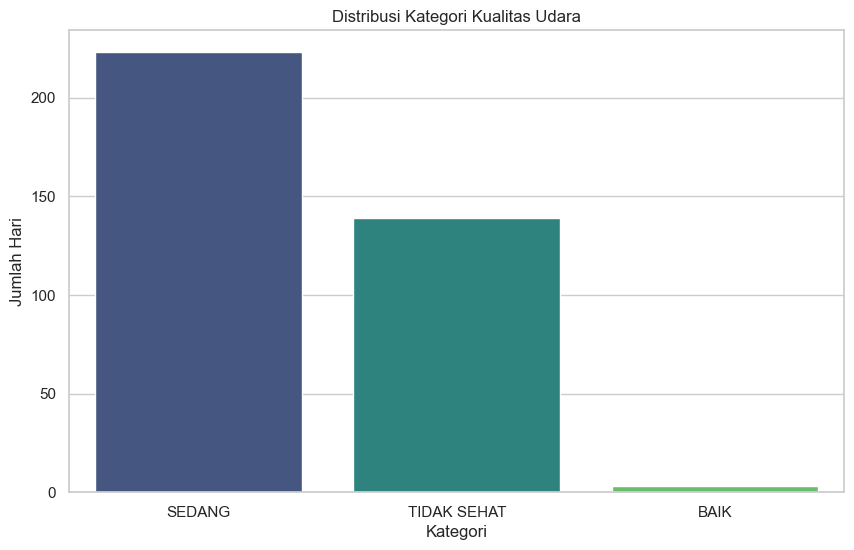 Distribusi Kategori Kualitas Udara
Jumlah Hari
200
150
100
50
0
SEDANG
TIDAK SEHAT
BAIK
Kategori